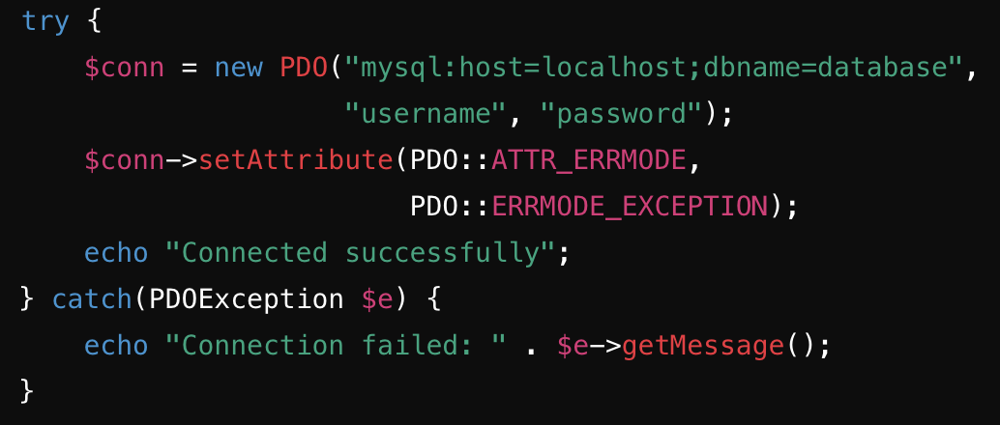 try {
    $conn = new PDO("mysql:host=localhost;dbname=database",
                    "username", "password");
    $conn->setAttribute(PDO::ATTR_ERRMODE,
                        PDO::ERRMODE_EXCEPTION);
    echo "Connected successfully";
} catch(PDOException $e) {
    echo "Connection failed: " . $e->getMessage();
}